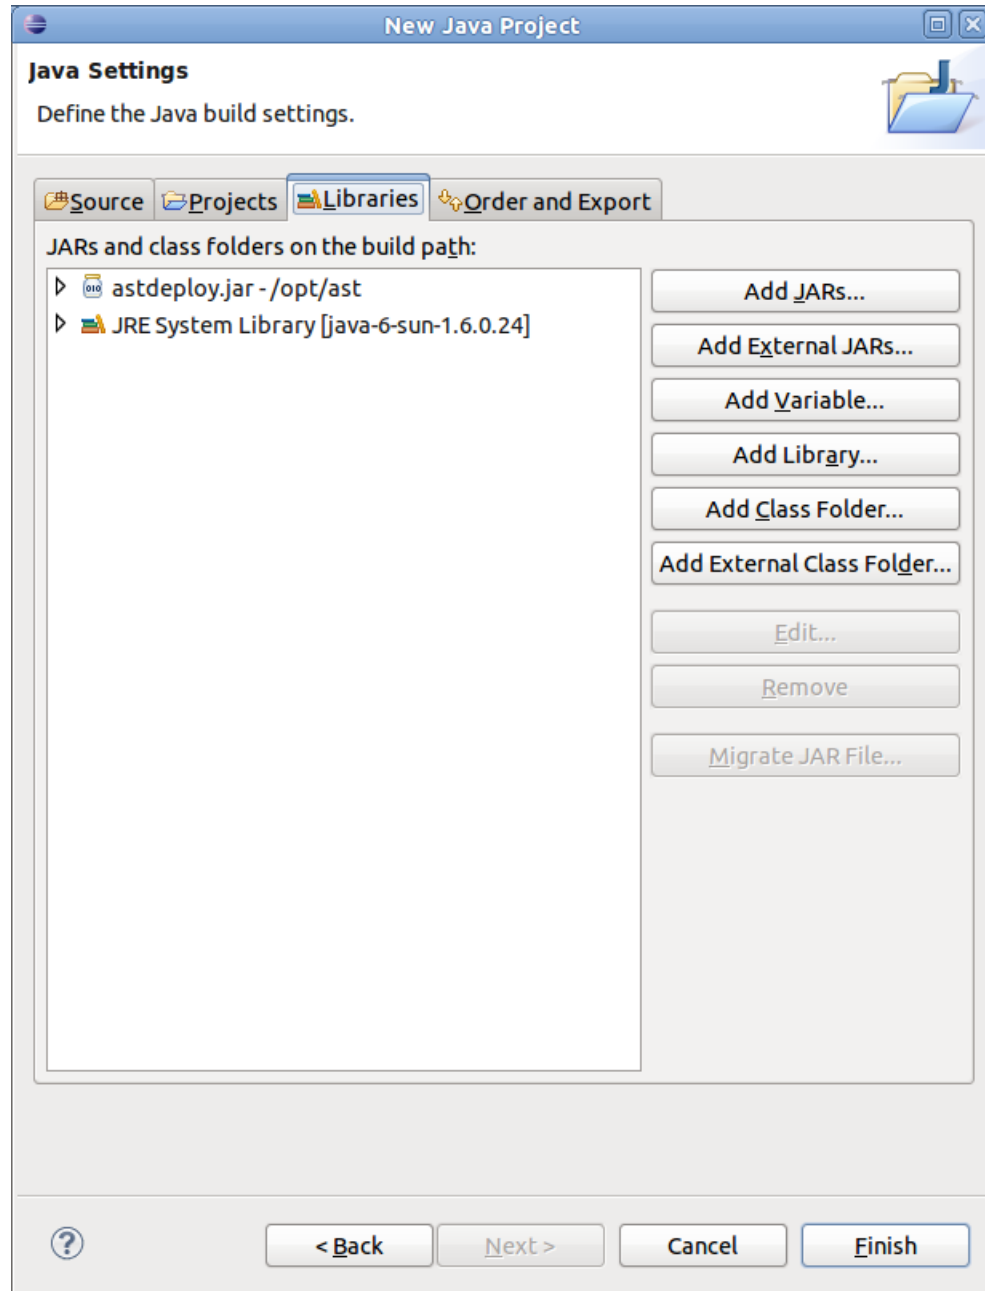 New Java Project
Java Settings
Define the Java build settings.
Source Projects Libraries Order and Export
JARs and class folders on the build path:
astdeploy.jar - /opt/ast
JRE System Library [java-6-sun-1.6.0.24]
Add JARs...
Add External JARs...
Add Variable...
Add Library...
Add Class Folder...
Add External Class Folder...
Edit...
Remove
Migrate JAR File...
< Back Next > Cancel Finish